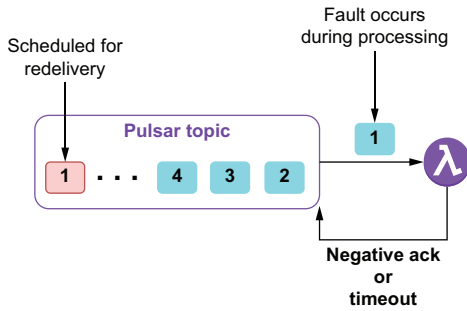 Fault occurs
during processing
Scheduled for
redelivery
Pulsar topic
1
1 . . . 4 3 2
λ
Negative ack
or
timeout